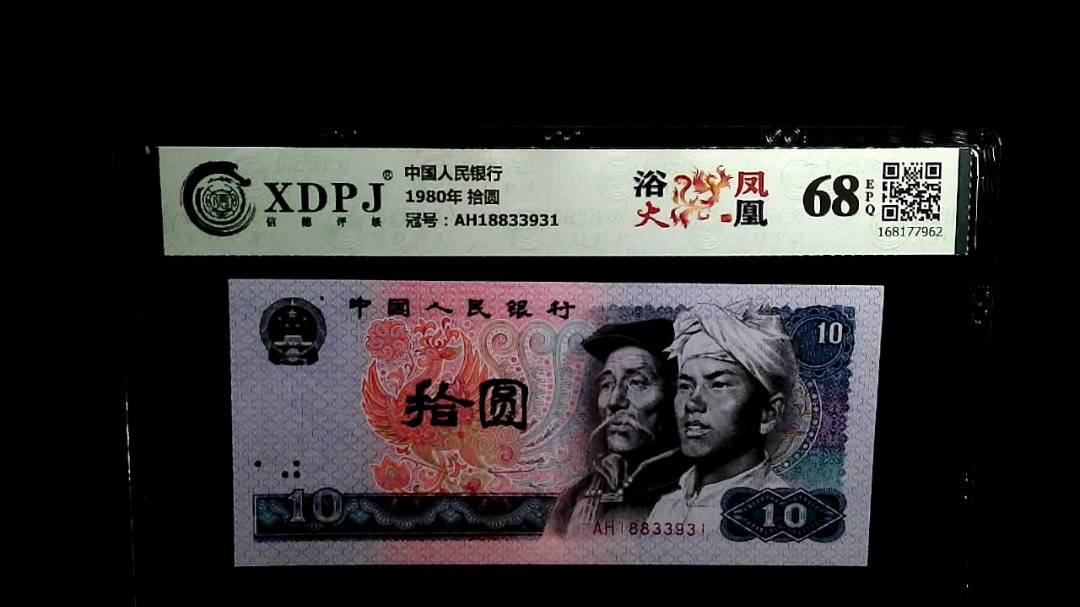 XDPJ®
信德评级
中国人民银行
1980年 拾圆
冠号：AH18833931
浴火
凤凰
68
EPQ
168177962
中国人民银行
10
拾圆
10
AH18833931
10